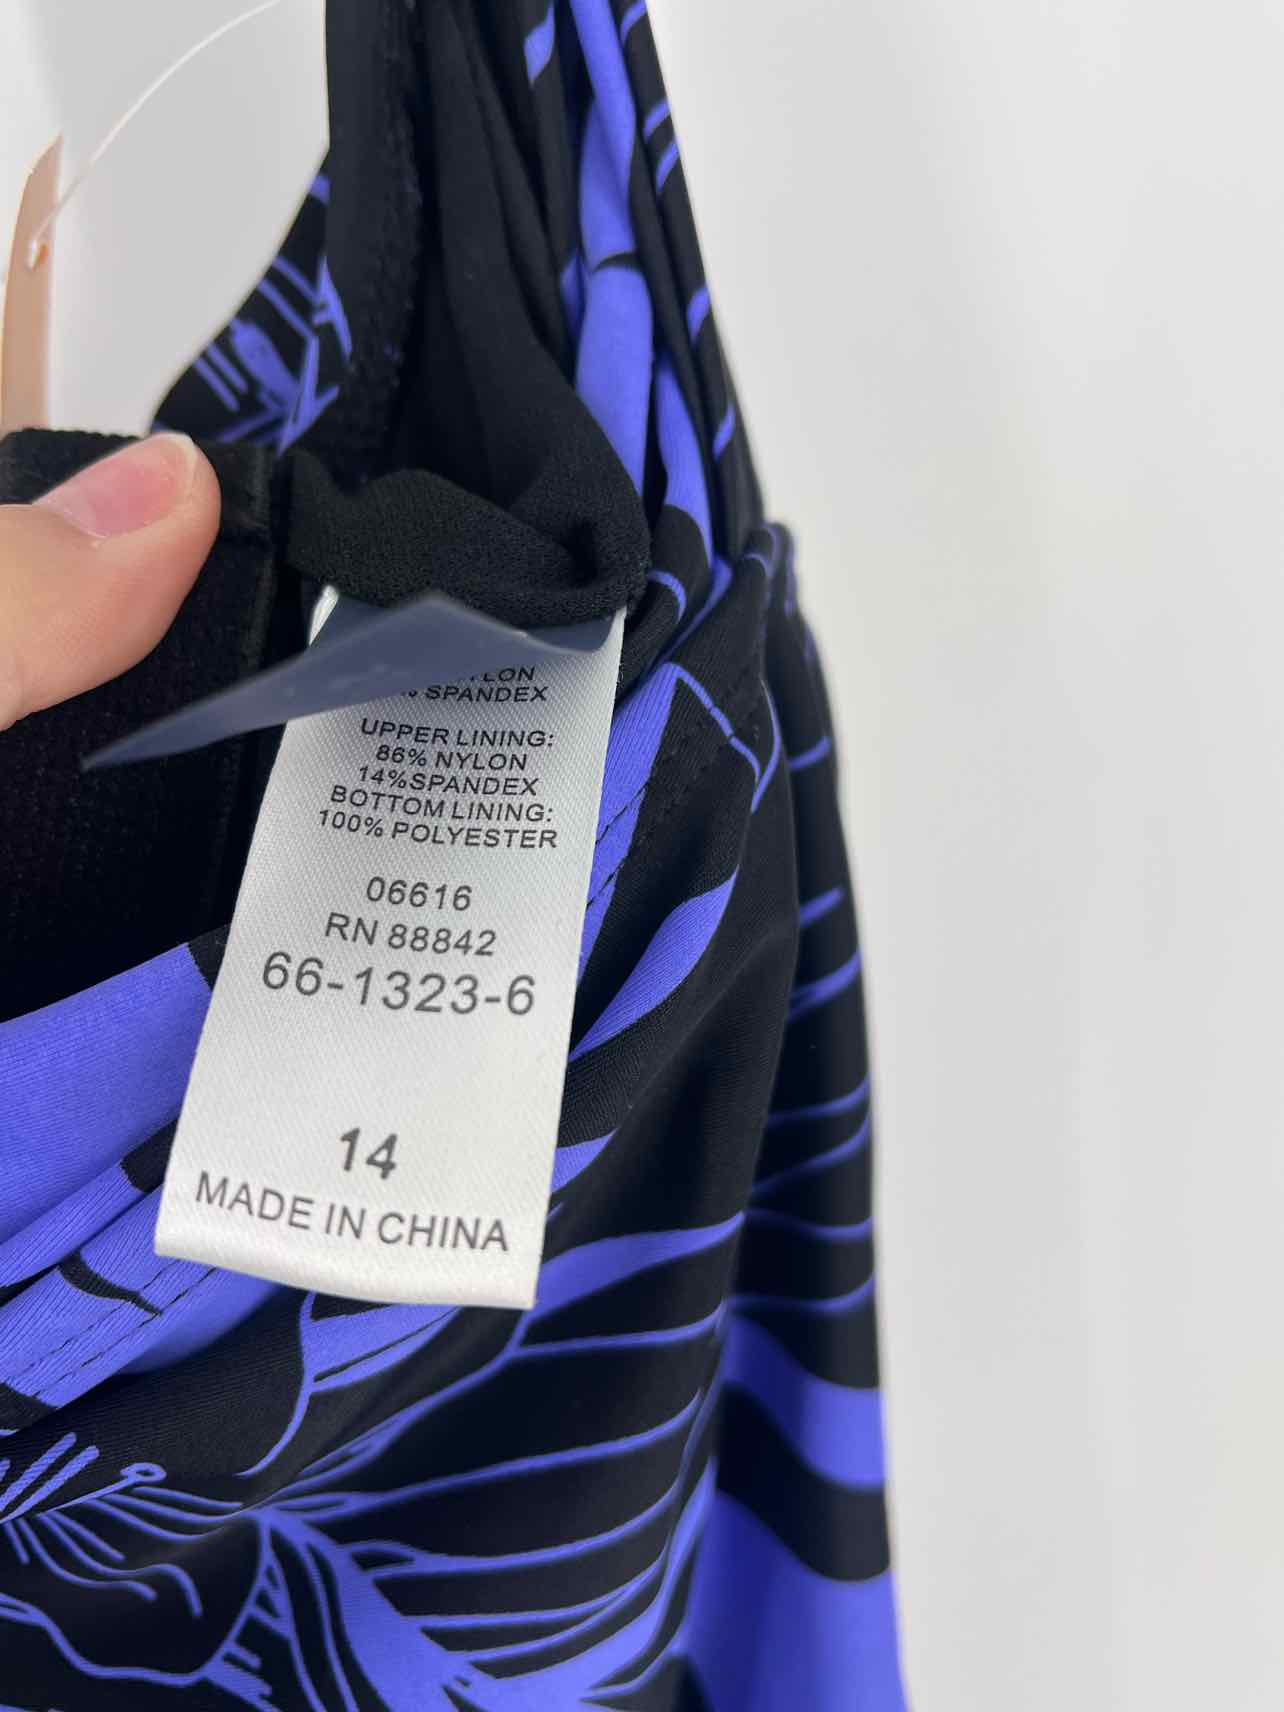 SPANDEX
UPPER LINING:
86% NYLON
14%SPANDEX
BOTTOM LINING:
100% POLYESTER
06616
RN 88842
66-1323-6
14
MADE IN CHINA